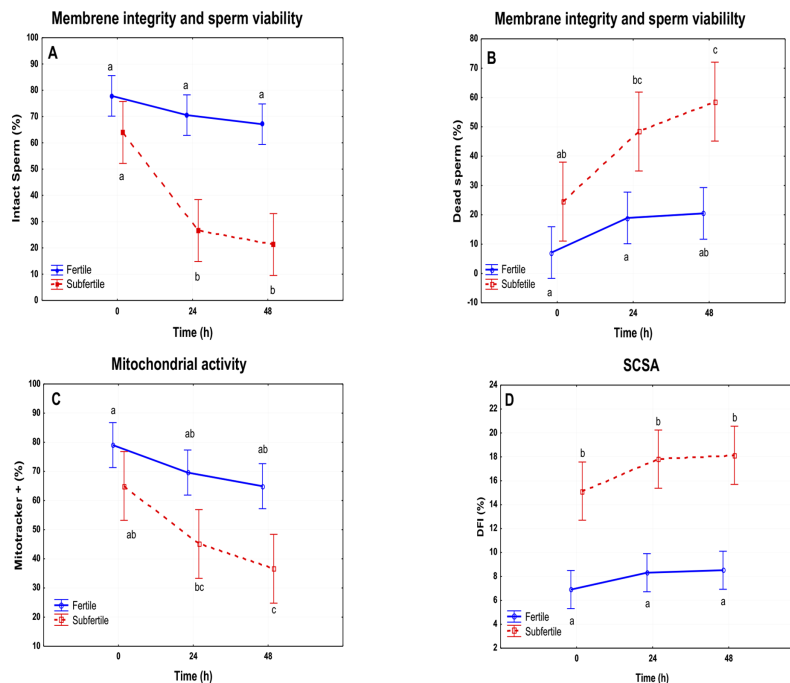 Membrene integrity and sperm viability
A
Intact Sperm (%)
100
90
80
70
60
50
40
30
20
10
0
a
a
a
a
b
b
Fertile
Subfertile
0
24
48
Time (h)
Membrane integrity and sperm viabilility
B
Dead sperm (%)
80
70
60
50
40
30
20
10
0
-10
ab
bc
c
a
a
ab
Fertile
Subfetile
0
24
48
Time (h)
Mitochondrial activity
C
Mitotracker + (%)
100
90
80
70
60
50
40
30
20
10
a
ab
ab
ab
bc
c
Fertile
Subfertile
0
24
48
Time (h)
SCSA
D
DFI (%)
24
22
20
18
16
14
12
10
8
6
4
2
b
b
b
a
a
a
Fertile
Subfertile
0
24
48
Time (h)